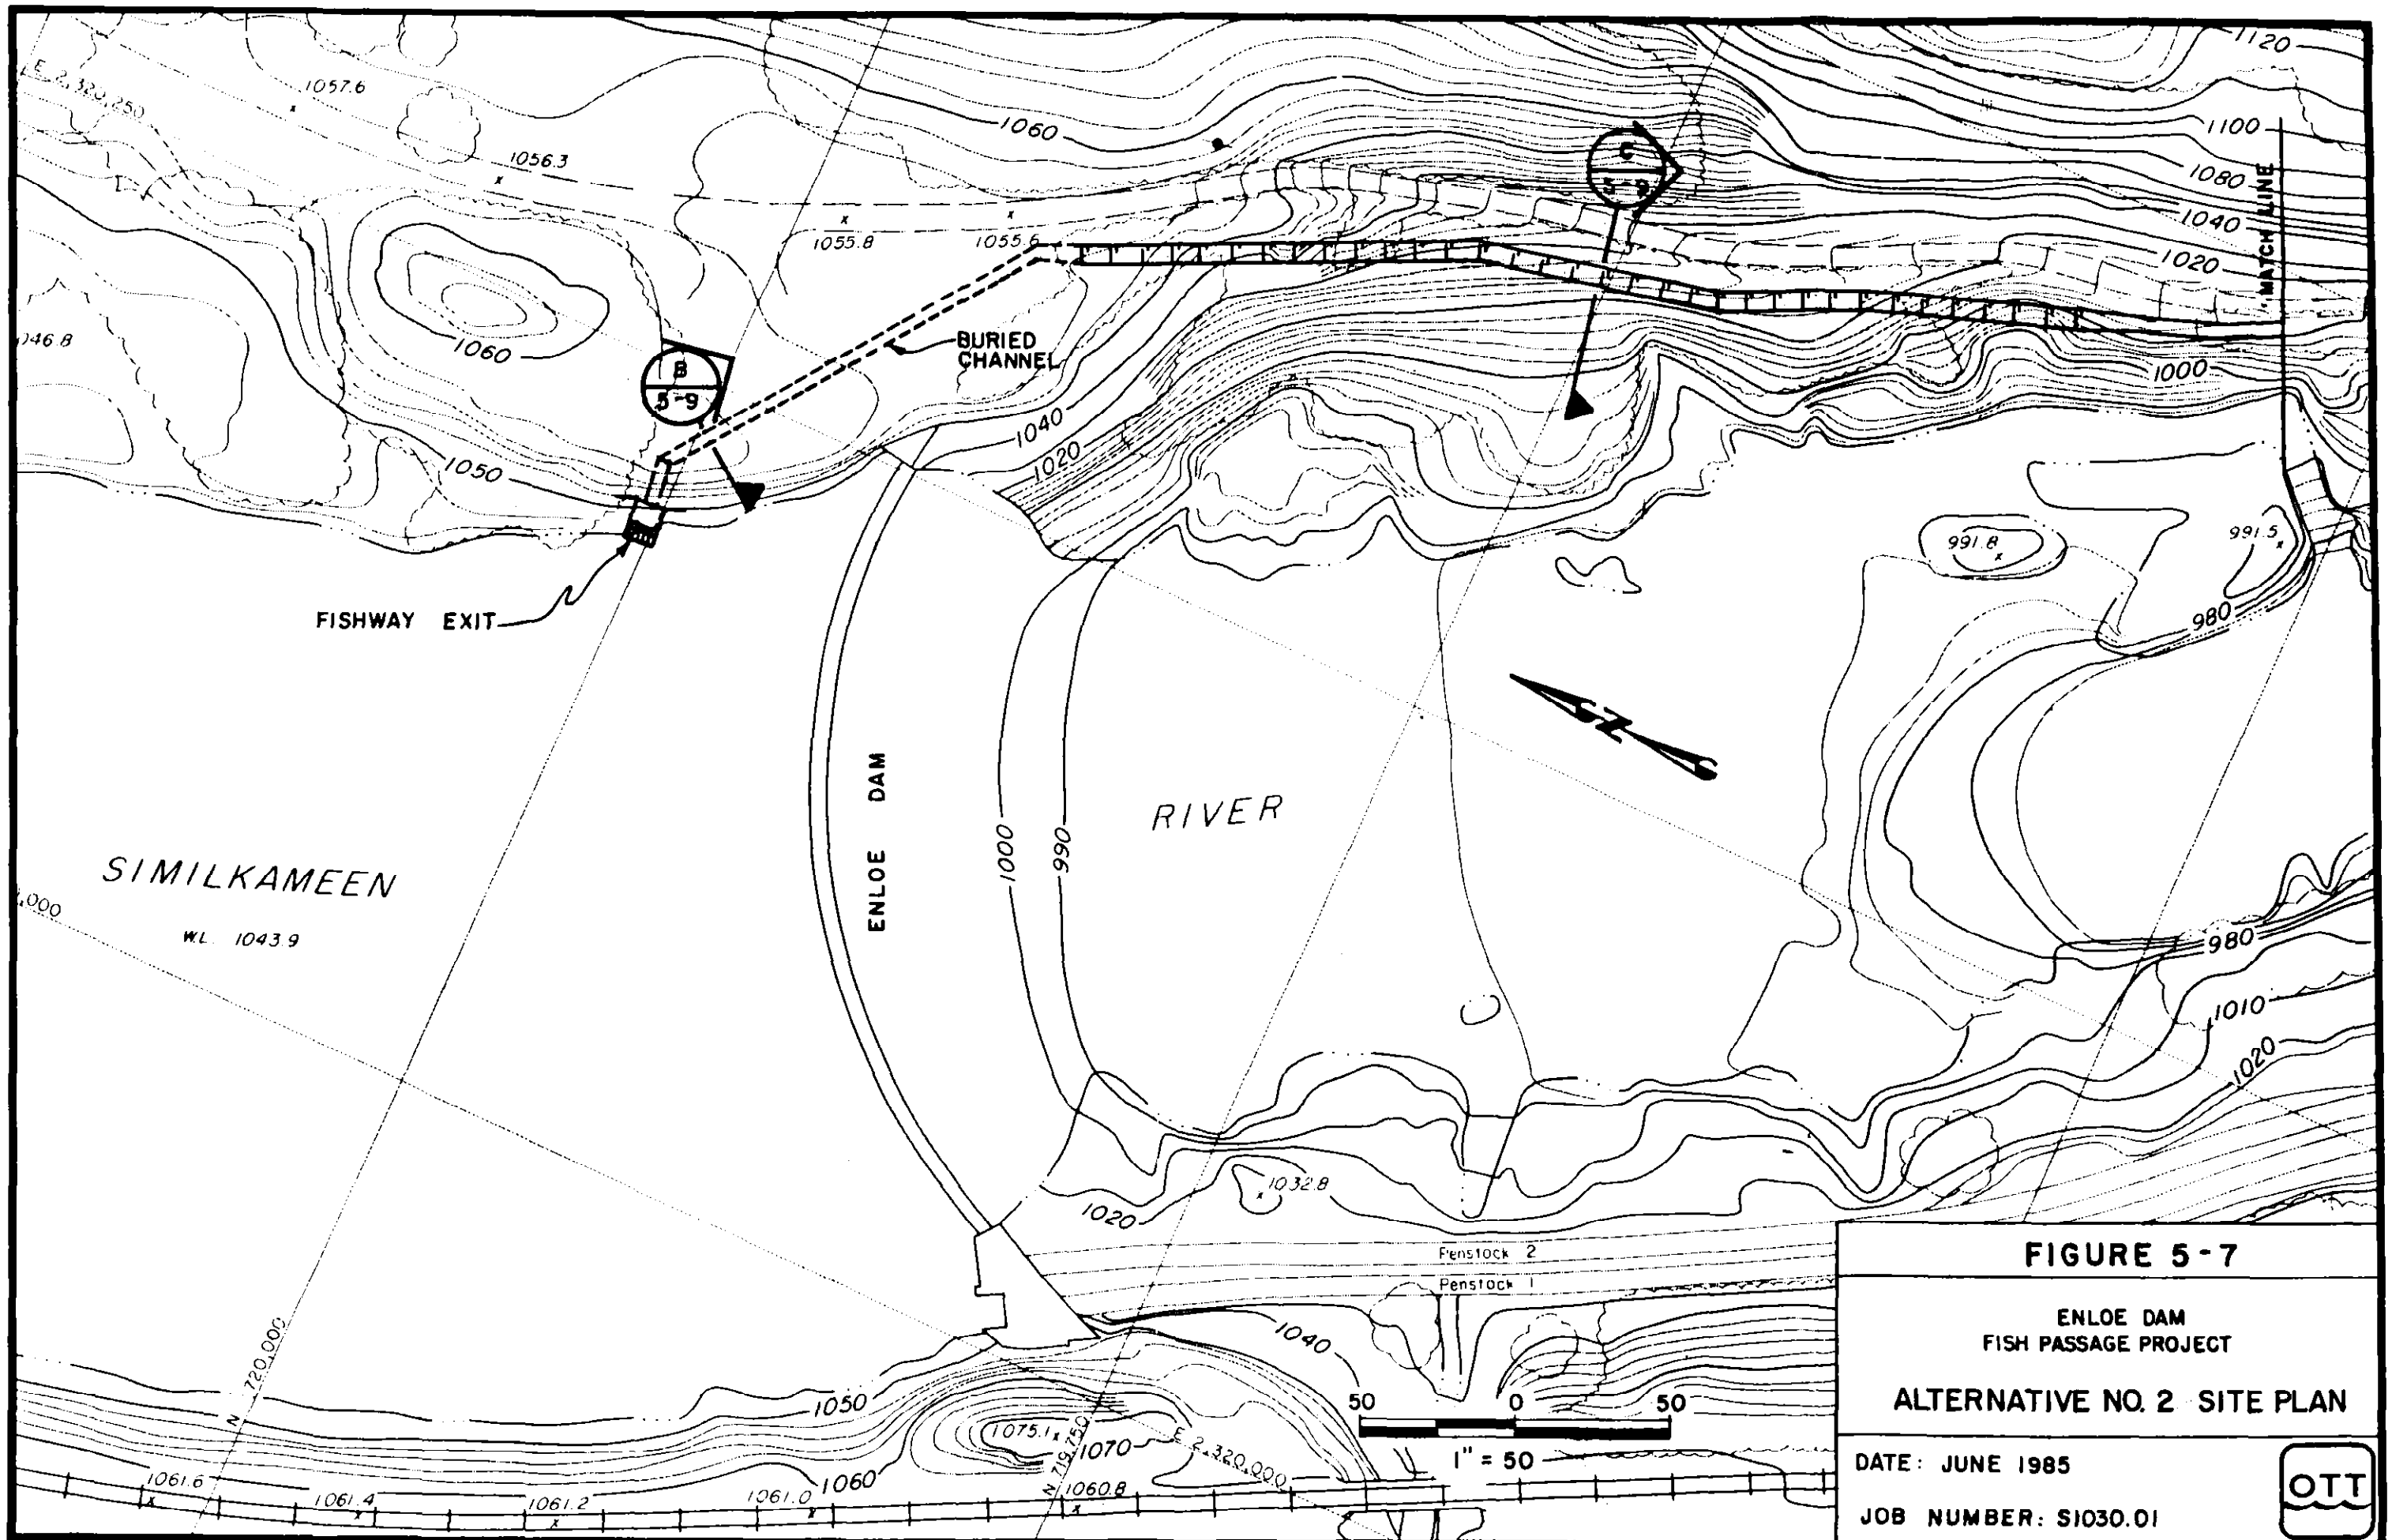 1120
E 2,320,250
1057.6
1060
1056.3
1100
C
5-9
1080
MATCH LINE
1040
1055.8
1055.6
1020
1060
BURIED
CHANNEL
1000
B
5-9
1040
1020
1050
991.8
991.5
980
FISHWAY EXIT
N
ENLOE DAM
1000
990
RIVER
SIMILKAMEEN
W.L. 1043.9
980
1010
1020
1032.8
1020
Penstock 2
Penstock 1
1040
N 720,000
1050
50 0 50
1" = 50
1075.1
1070
1060
N 719,750
E 2,320,000
1061.6
1061.4
1061.2
1061.0
1060.8
FIGURE 5-7
ENLOE DAM
FISH PASSAGE PROJECT
ALTERNATIVE NO. 2 SITE PLAN
DATE: JUNE 1985
JOB NUMBER: S1030.01
OTT